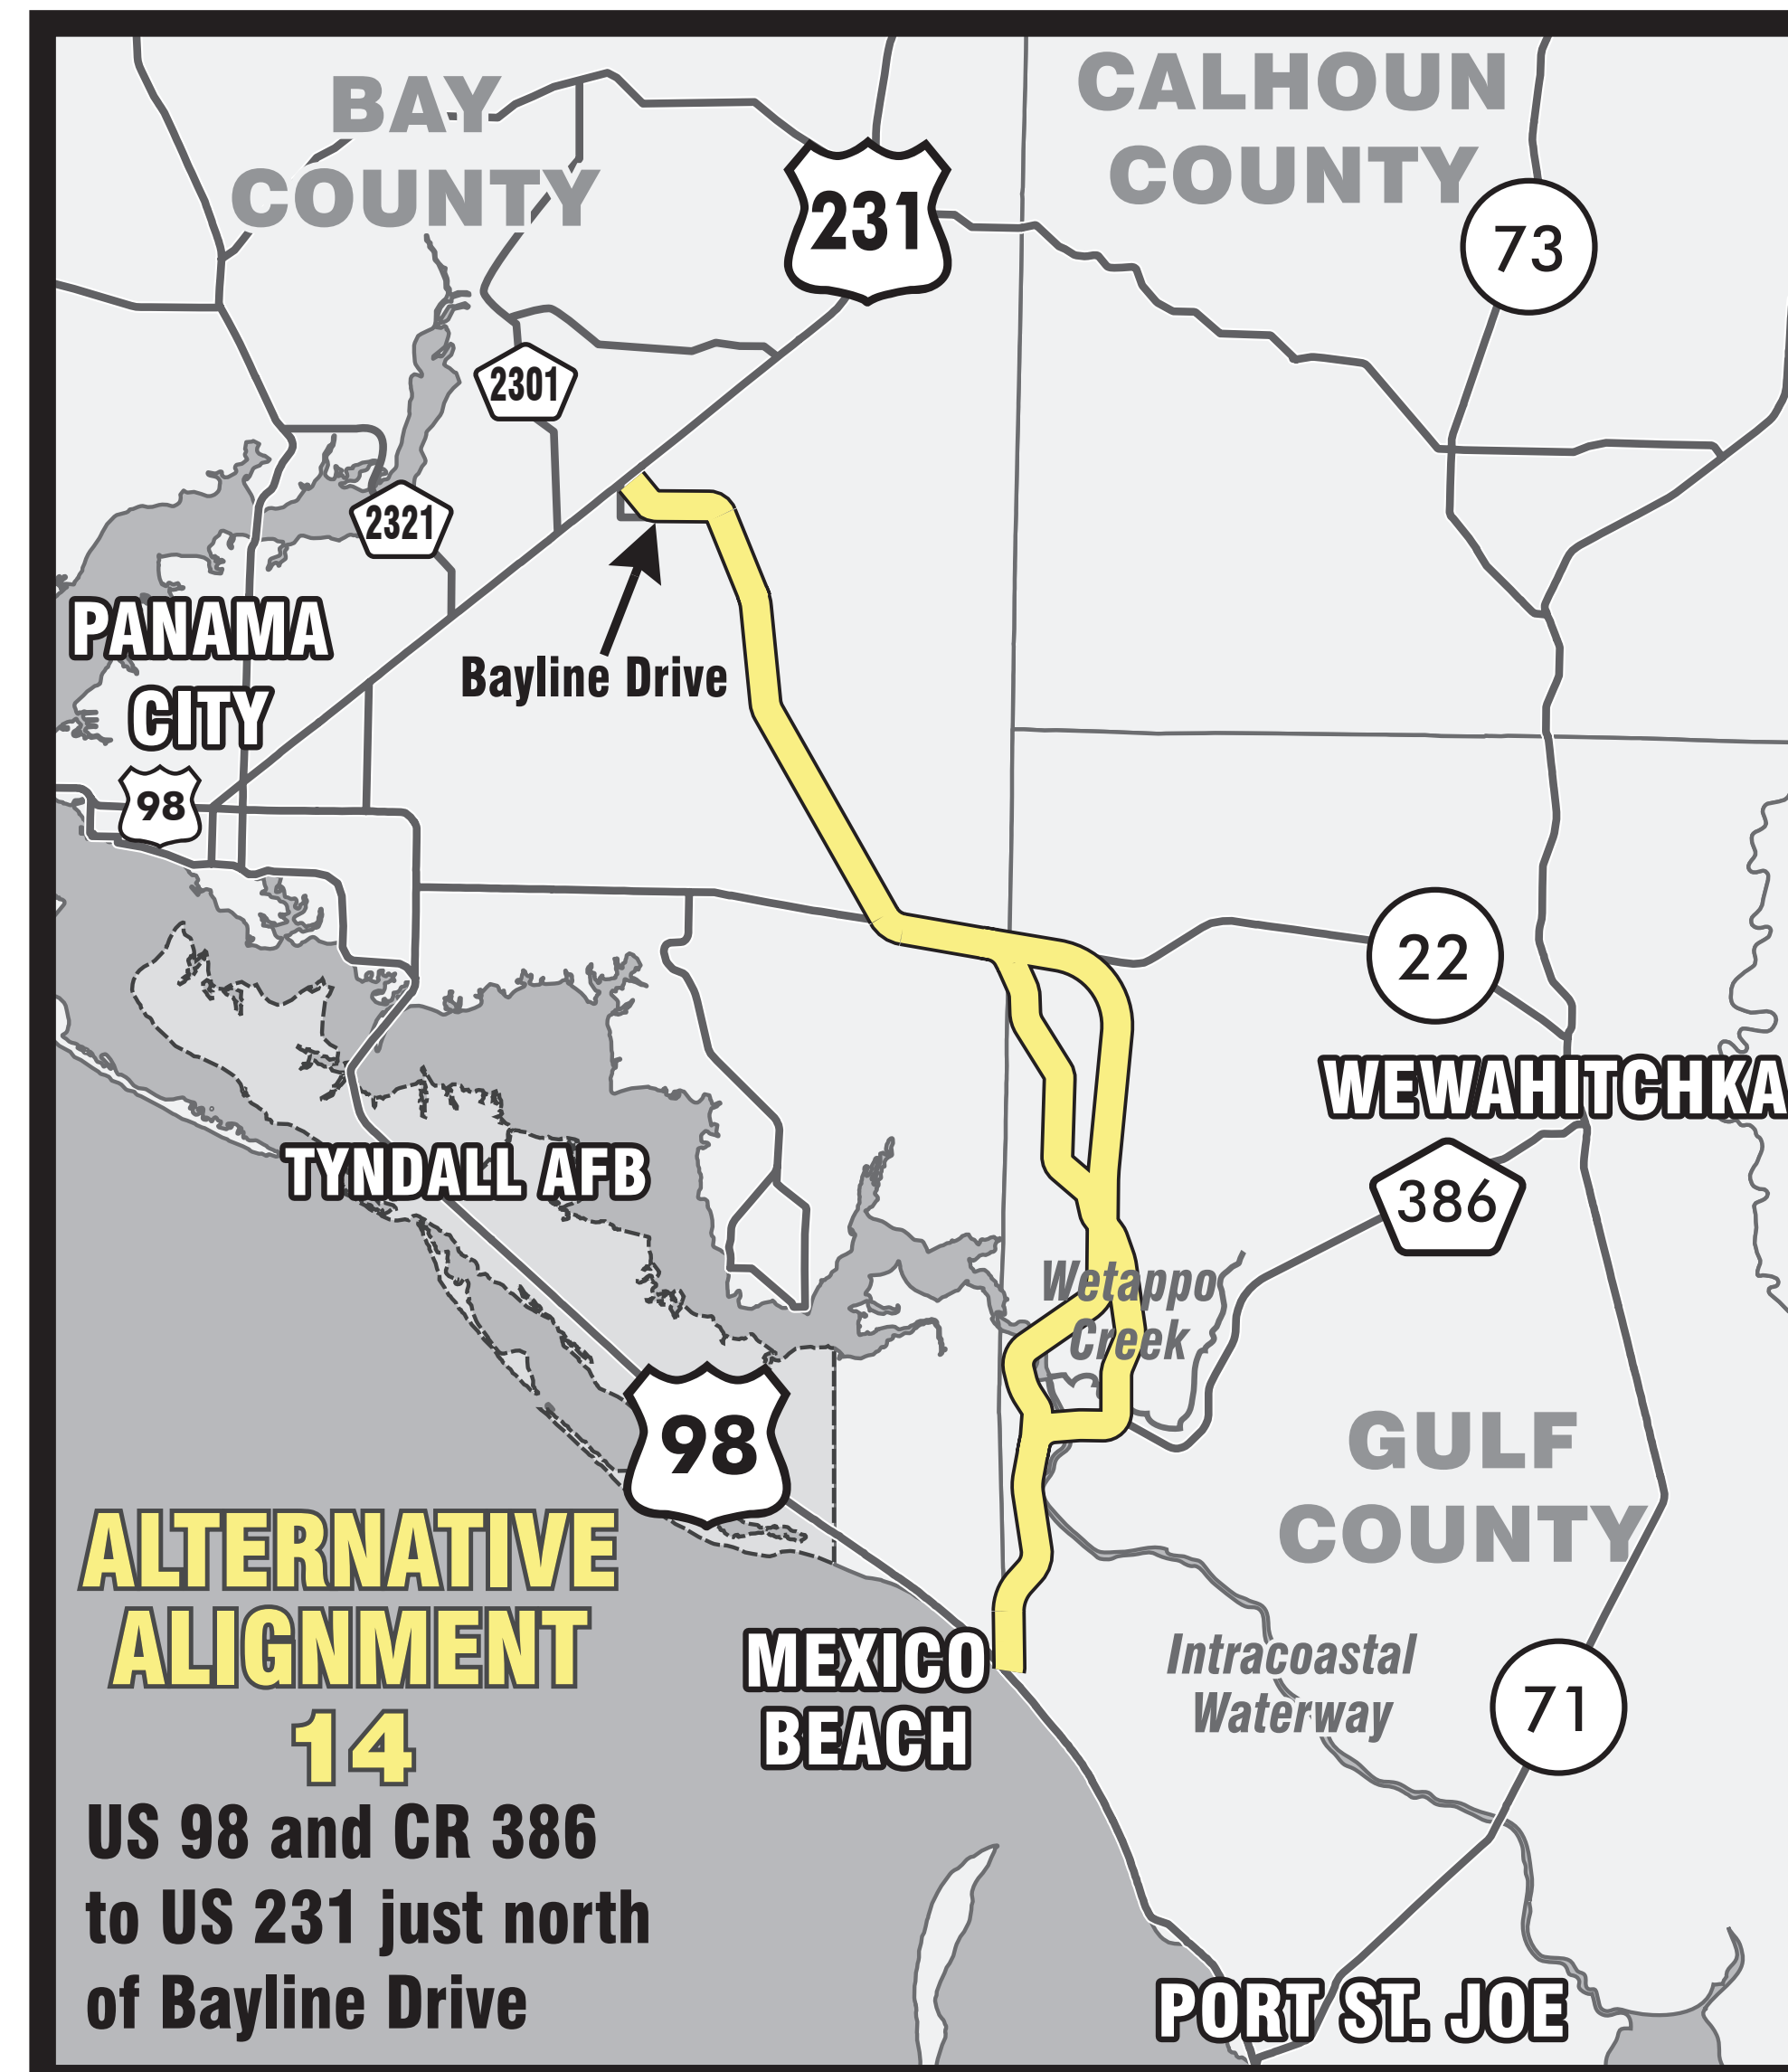 BAY
COUNTY
CALHOUN
COUNTY
231
73
2301
2321
PANAMA
CITY
Bayline Drive
98
22
WEWAHITCHKA
TYNDALL AFB
386
Wetappo
Creek
98
GULF
COUNTY
ALTERNATIVE
ALIGNMENT
14
US 98 and CR 386
to US 231 just north
of Bayline Drive
MEXICO
BEACH
Intracoastal
Waterway
71
PORT ST. JOE